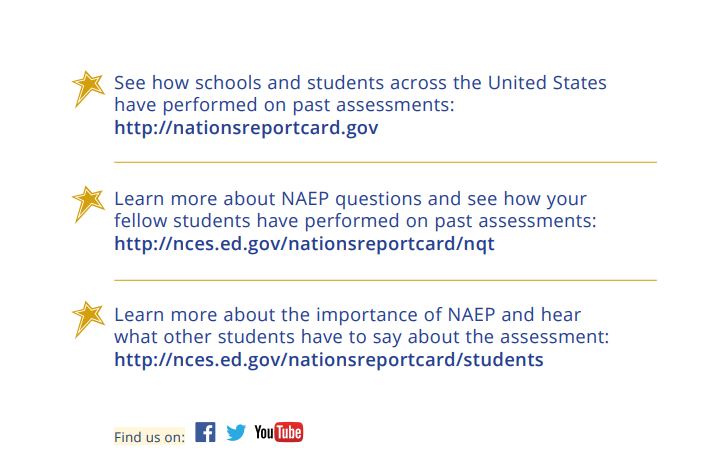 See how schools and students across the United States
have performed on past assessments:
http://nationsreportcard.gov
Learn more about NAEP questions and see how your
fellow students have performed on past assessments:
http://nces.ed.gov/nationsreportcard/nqt
Learn more about the importance of NAEP and hear
what other students have to say about the assessment:
http://nces.ed.gov/nationsreportcard/students
Find us on: f YouTube